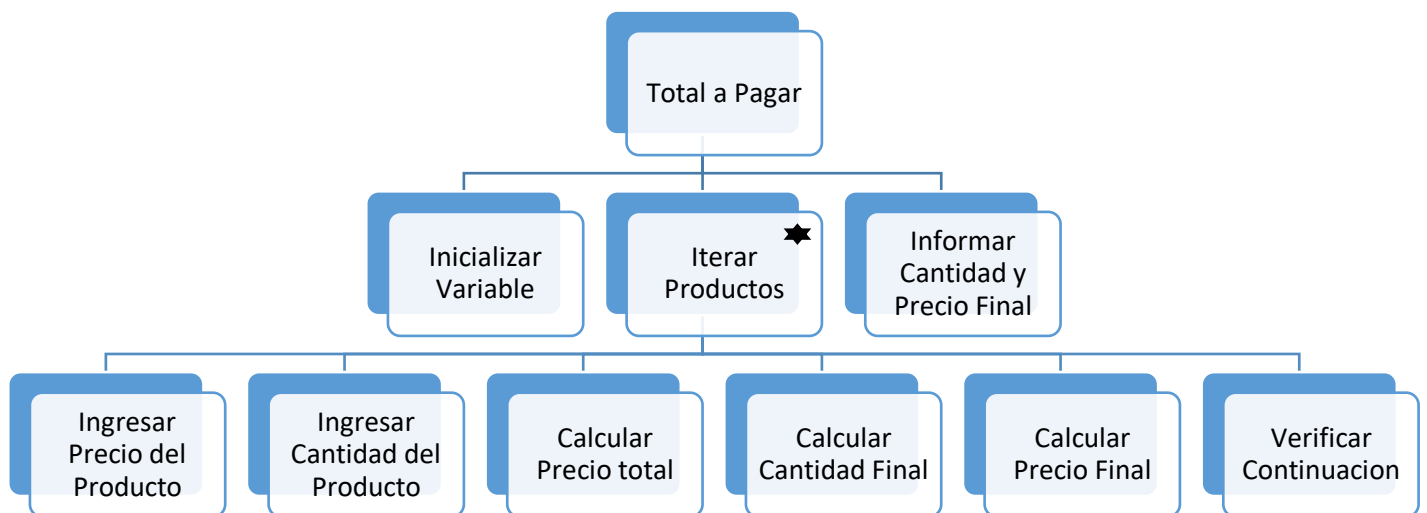 Total a Pagar
Inicializar
Variable
Iterar
Productos
Informar
Cantidad y
Precio Final
Ingresar
Precio del
Producto
Ingresar
Cantidad del
Producto
Calcular
Precio total
Calcular
Cantidad Final
Calcular
Precio Final
Verificar
Continuacion